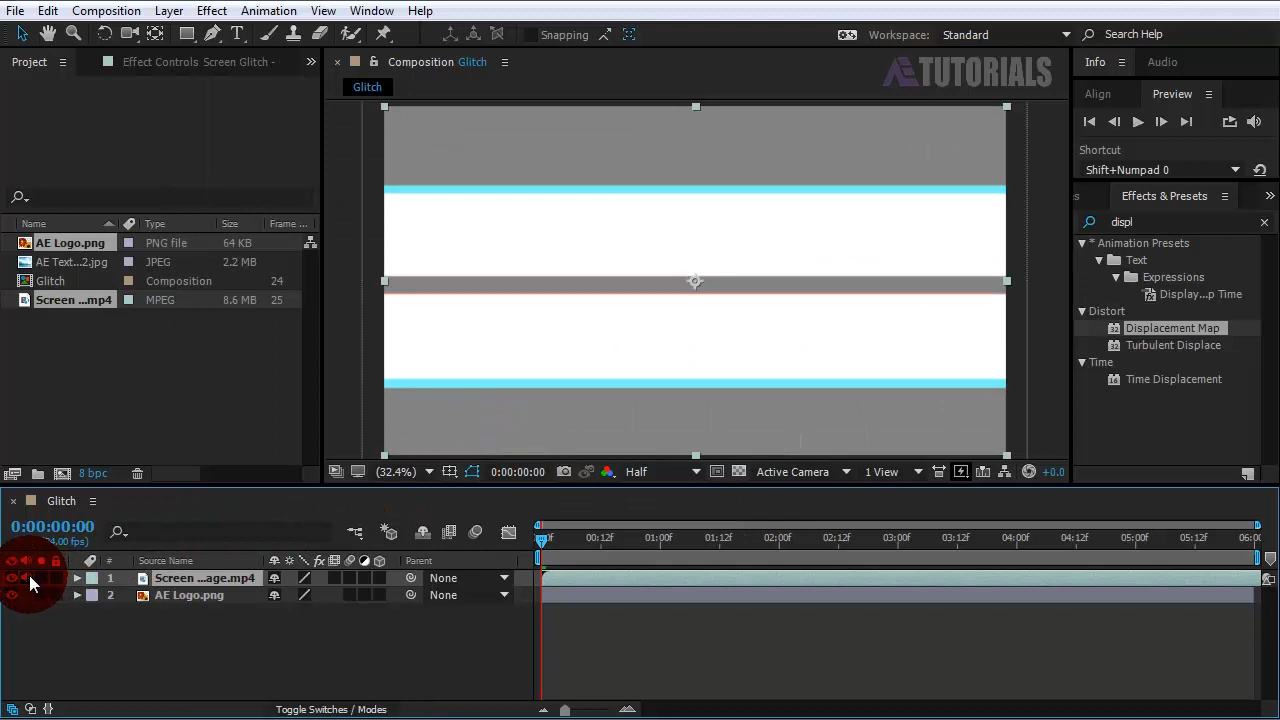 File Edit Composition Layer Effect Animation View Window Help
Snapping Workspace: Standard Search Help
Project Effect Controls Screen Glitch - Composition Glitch Info Audio
Glitch AETUTORIALS
Align Preview
Shortcut
Shift+Numpad 0
Effects & Presets
displ
Name Type Size Frame ...
AE Logo.png PNG file 64 KB
AE Text...2.jpg JPEG 2.2 MB
Glitch Composition 24
Screen ...mp4 MPEG 8.6 MB 25
* Animation Presets
Text
Expressions
Display...p Time
Distort
Displacement Map
Turbulent Displace
Time
Time Displacement
8 bpc (32.4%) 0:00:00:00 Half Active Camera 1 View +0.0
Glitch
0:00:00:00
00:12f 01:00f 01:12f 02:00f 02:12f 03:00f 03:12f 04:00f 04:12f 05:00f 05:12f 06:00
# Source Name Parent
1 Screen ...age.mp4 None
2 AE Logo.png None
Toggle Switches / Modes